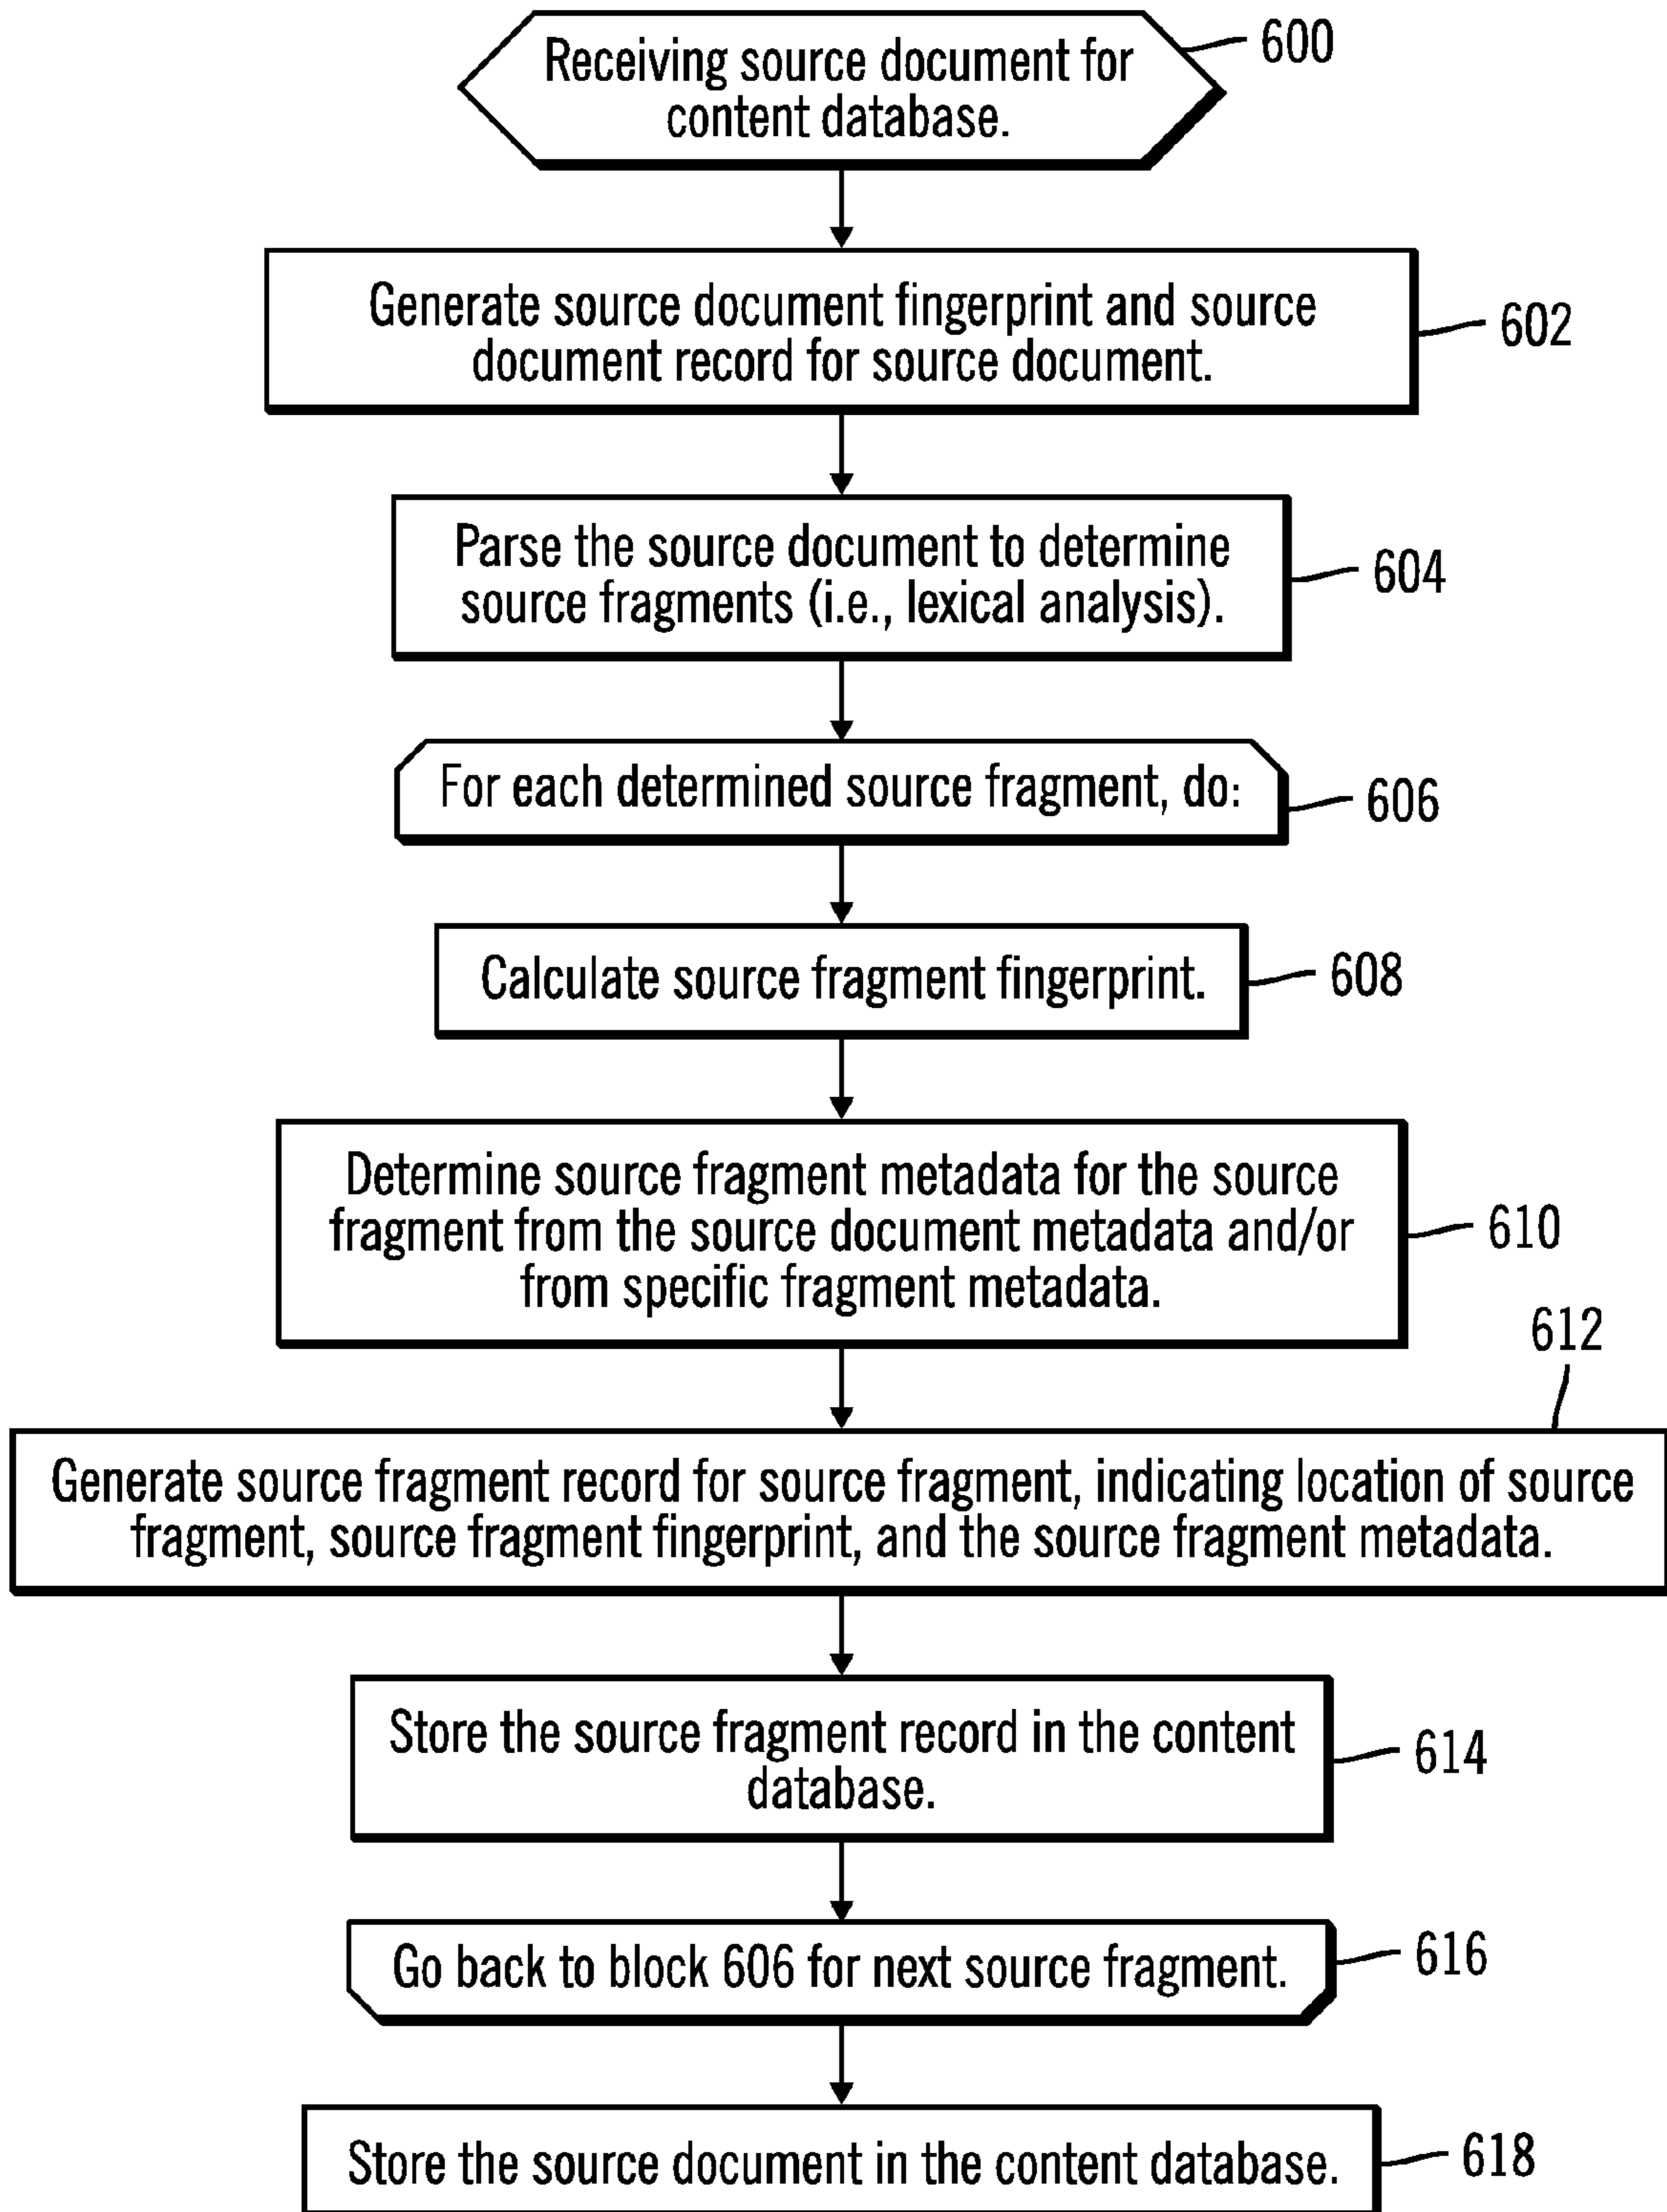 Receiving source document for
content database.
600
Generate source document fingerprint and source
document record for source document.
602
Parse the source document to determine
source fragments (i.e., lexical analysis).
604
For each determined source fragment, do:
606
Calculate source fragment fingerprint.
608
Determine source fragment metadata for the source
fragment from the source document metadata and/or
from specific fragment metadata.
610
612
Generate source fragment record for source fragment, indicating location of source
fragment, source fragment fingerprint, and the source fragment metadata.
Store the source fragment record in the content
database.
614
Go back to block 606 for next source fragment.
616
Store the source document in the content database.
618